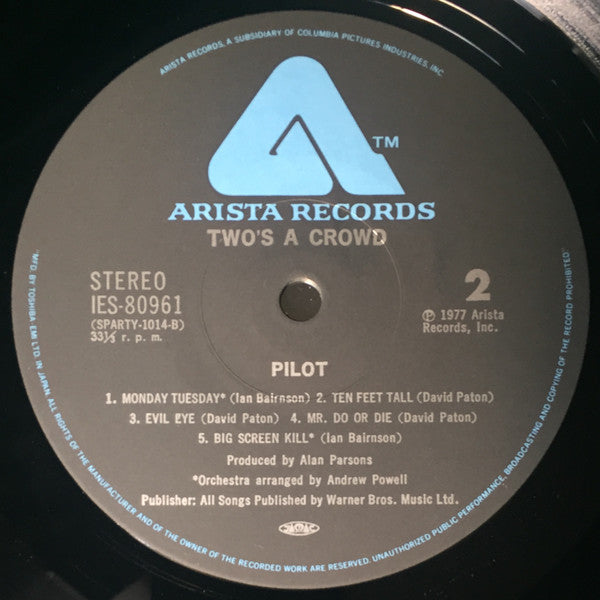 ARISTA RECORDS, A SUBSIDIARY OF COLUMBIA PICTURES INDUSTRIES, INC.
TM
ARISTA RECORDS
TWO'S A CROWD
STEREO
IES-80961
(SPARTY-1014-B)
33⅓ r. p. m.
2
Ⓟ 1977 Arista
Records, Inc.
PILOT
1. MONDAY TUESDAY* (Ian Bairnson) 2. TEN FEET TALL (David Paton)
3. EVIL EYE (David Paton) 4. MR. DO OR DIE (David Paton)
5. BIG SCREEN KILL* (Ian Bairnson)
Produced by Alan Parsons
*Orchestra arranged by Andrew Powell
Publisher: All Songs Published by Warner Bros. Music Ltd.
"MFD. BY TOSHIBA EMI LTD. IN JAPAN. ALL RIGHTS OF THE MANUFACTURER AND OF THE OWNER OF THE RECORDED WORK ARE RESERVED. UNAUTHORIZED PUBLIC PERFORMANCE, BROADCASTING AND COPYING OF THE RECORD PROHIBITED"